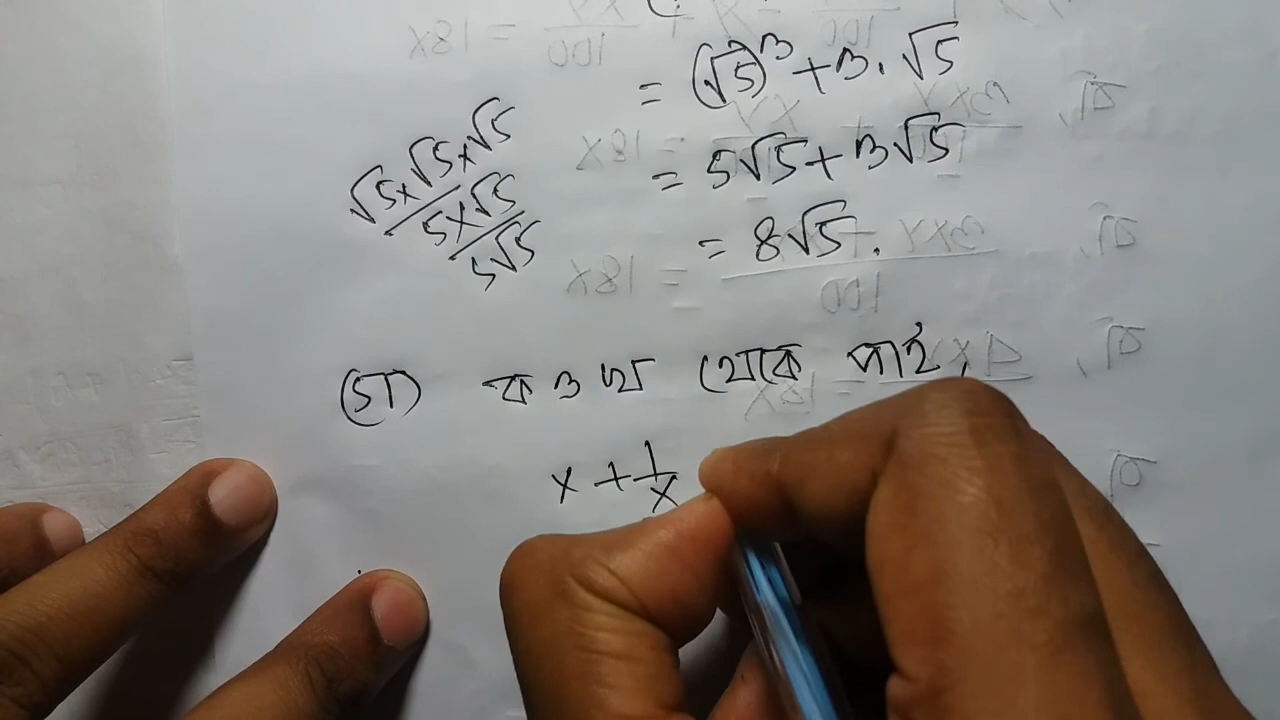 = (√5)³ + 3. √5
= 5√5 + 3√5
= 8√5.
√5 x √5 x √5
5 x √5
5√5
(গ) ক ও খ থেকে পাই,
x + 1/x